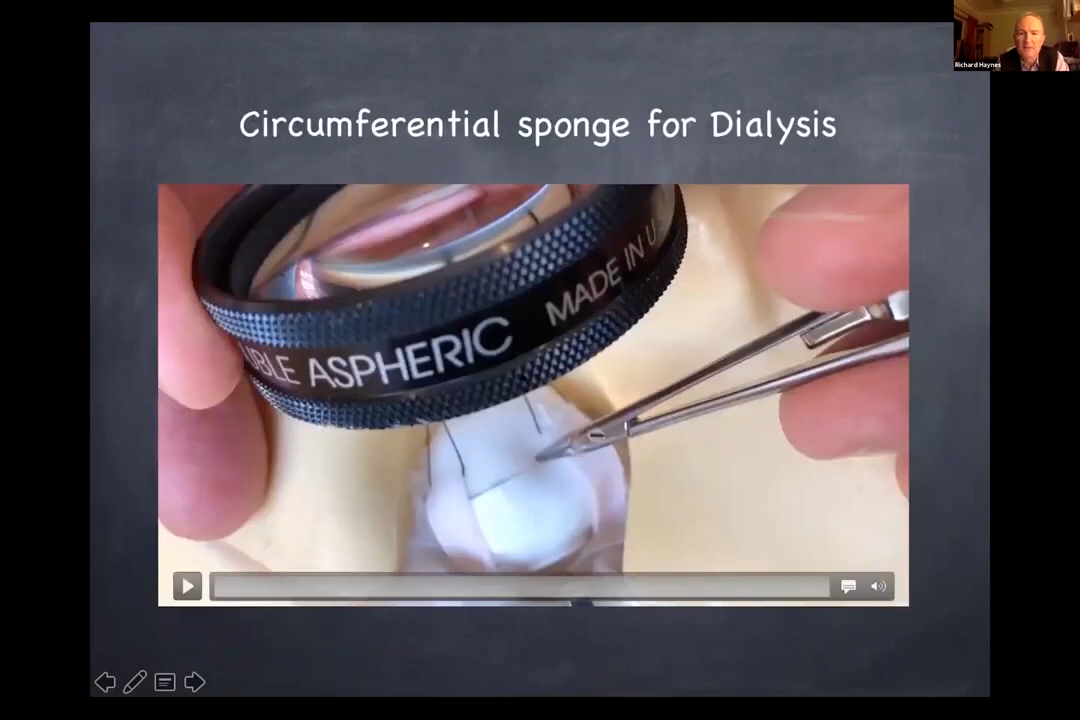 Richard Haynes
Circumferential sponge for Dialysis
ASPHERIC MADE IN